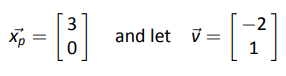 x⃗ₚ = [3 0] and let v⃗ = [−2 1]